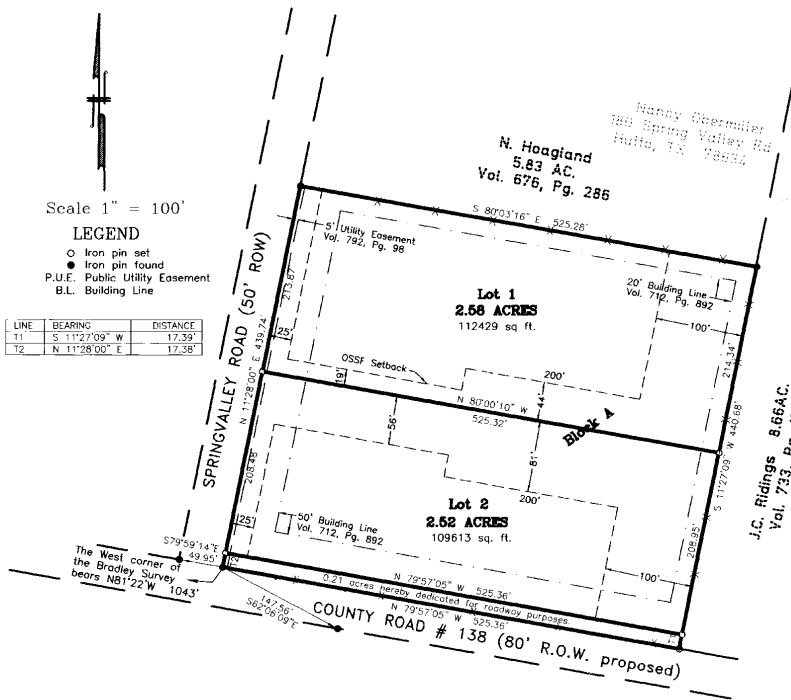 Nancy Obermiller
180 Spring Valley Rd
Hutto, TX 78634
N. Hoagland
5.83 AC.
Vol. 676, Pg. 286
Scale 1" = 100'
LEGEND
Iron pin set
Iron pin found
P.U.E. Public Utility Easement
B.L. Building Line
LINE BEARING DISTANCE
T1 S 11°27'09" W 17.39'
T2 N 11°28'00" E 17.38'
S 80°03'16" E 525.28'
5' Utility Easement
Vol. 792, Pg. 98
Lot 1
2.58 ACRES
112429 sq ft.
20' Building Line
Vol. 712, Pg. 892
100'
213.87'
214.34'
SPRINGVALLEY ROAD (50' ROW)
N 11°28'00" E 439.74'
25'
OSSF Setback
19'
200'
44'
N 80°00'10" W
525.32'
Block A
S 11°27'09" W 440.68'
J.C. Ridings 8.66AC.
Vol. 733, Pg.
56'
81'
200'
Lot 2
2.52 ACRES
109613 sq ft.
208.48'
208.95'
25'
50' Building Line
Vol. 712, Pg. 892
100'
S79°59'14"E
49.95'
The West corner of
the Bradley Survey
bears N81°22'W 1043'
T2
N 79°57'05" W 525.36'
0.21 acres hereby dedicated for roadway purposes.
N 79°57'05" W 525.36'
T1
147.56'
S62°06'09"E
COUNTY ROAD # 138 (80' R.O.W. proposed)